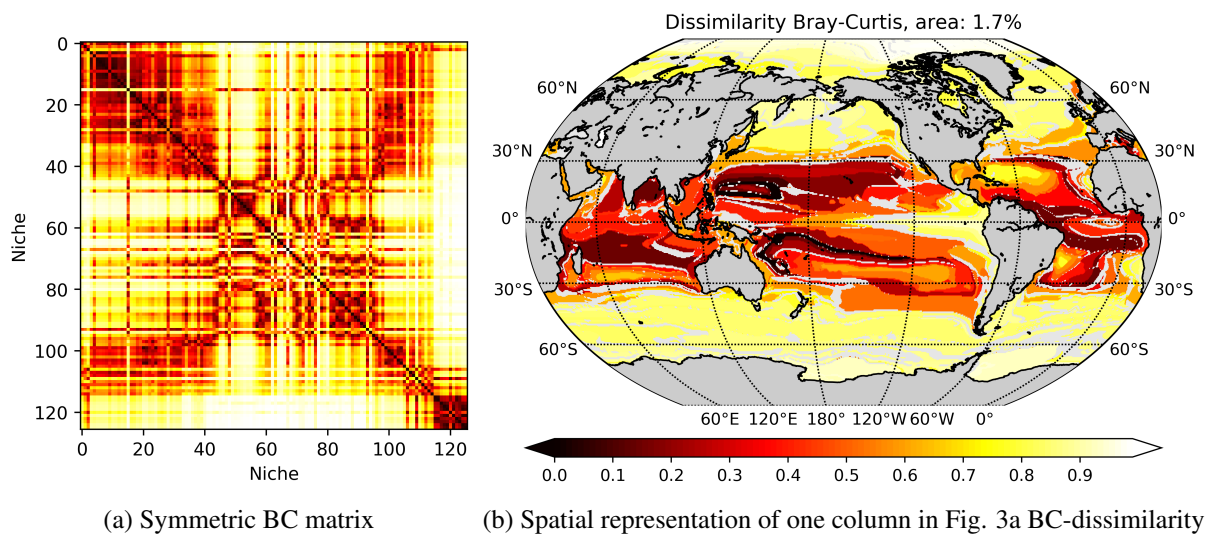 Dissimilarity Bray-Curtis, area: 1.7%
0
20
40
60
80
100
120
Niche
0 20 40 60 80 100 120
Niche
60°N 60°N
30°N 30°N
0° 0°
30°S 30°S
60°S 60°S
60°E 120°E 180° 120°W 60°W 0°
0.0 0.1 0.2 0.3 0.4 0.5 0.6 0.7 0.8 0.9
(a) Symmetric BC matrix
(b) Spatial representation of one column in Fig. 3a BC-dissimilarity